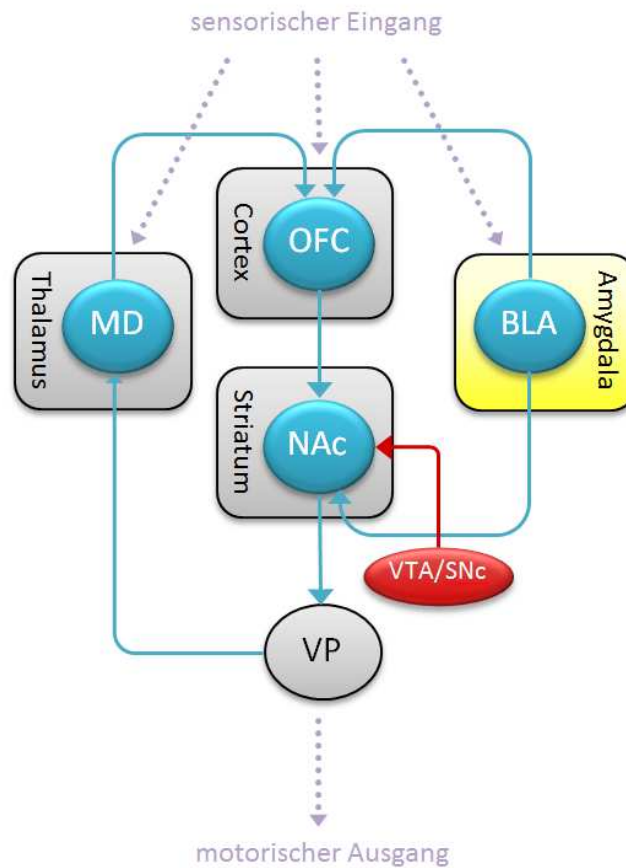 sensorischer Eingang
Cortex
OFC
Thalamus
MD
BLA
Amygdala
Striatum
NAc
VTA/SNc
VP
motorischer Ausgang